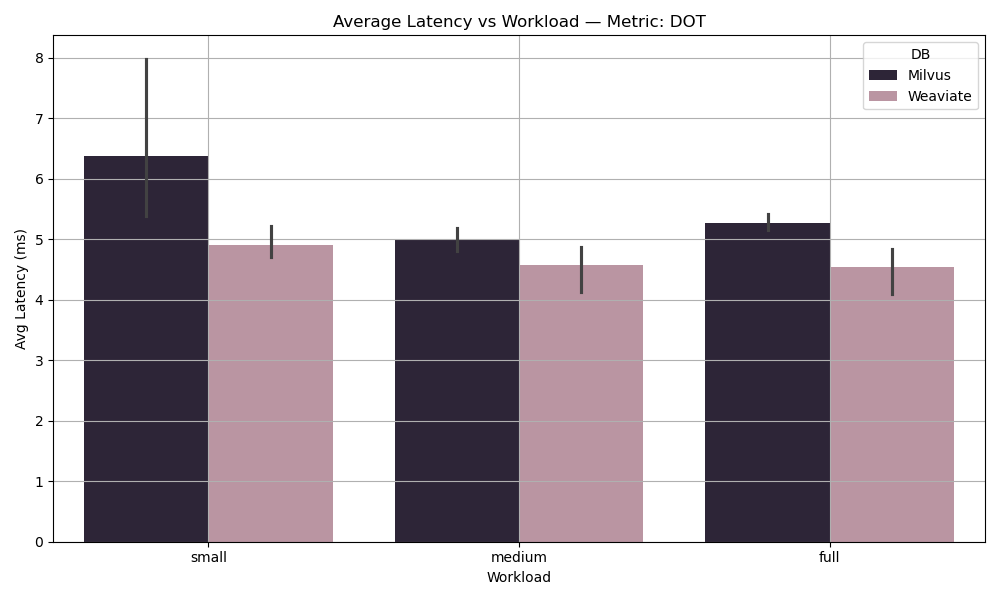 Average Latency vs Workload — Metric: DOT
DB
Milvus
Weaviate
Avg Latency (ms)
8
7
6
5
4
3
2
1
0
small
medium
full
Workload